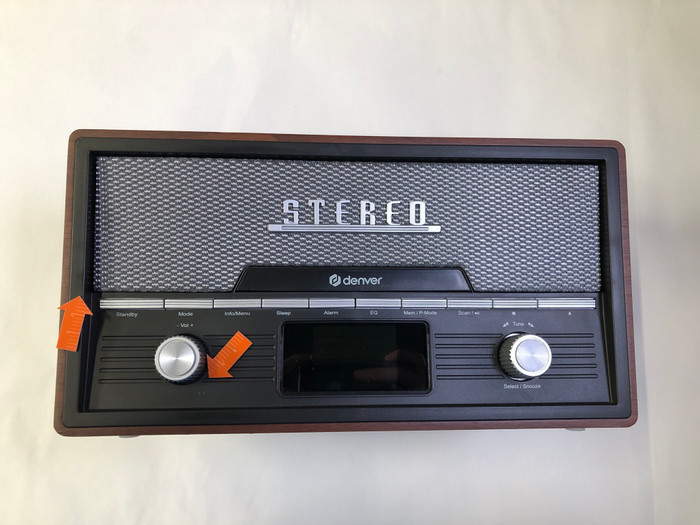 STEREO
denver
Standby Mode Info/Menu Sleep Alarm EQ Mem / P-Mode Scan /
- Vol +
Tune
Select / Snooze